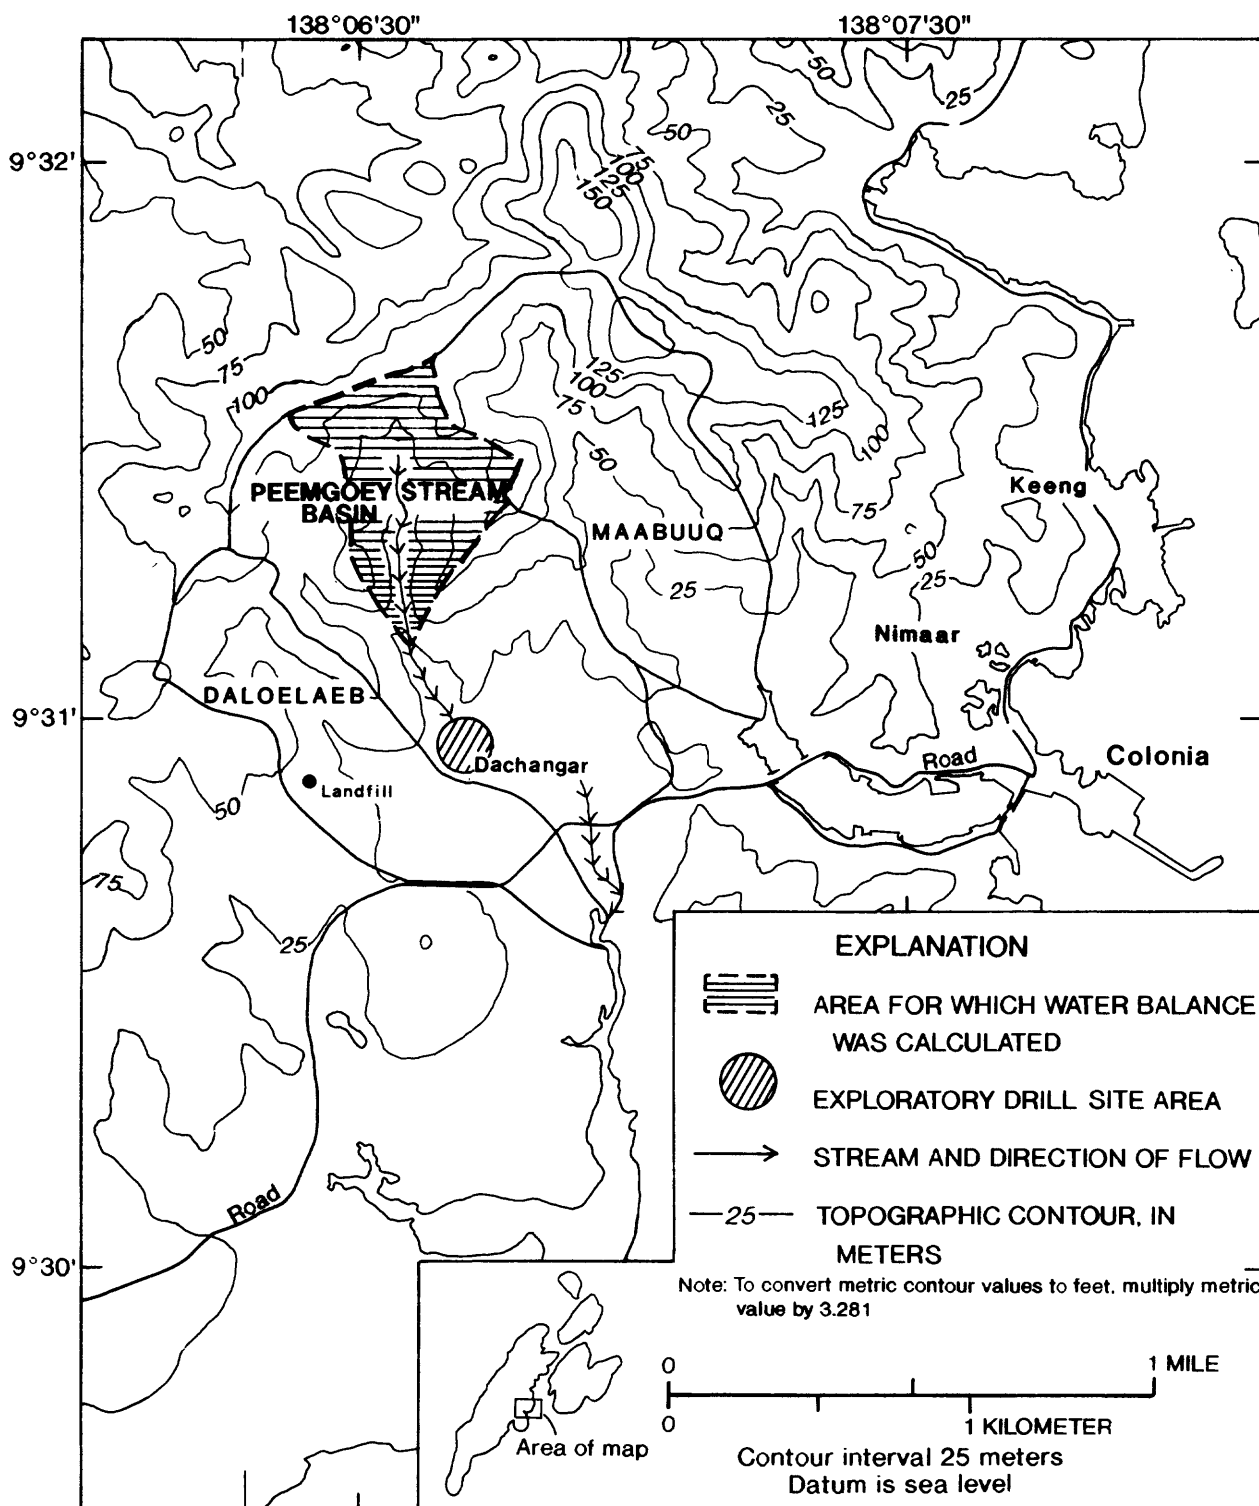 138°06'30"
138°07'30"
50
25
25
50
9°32'
75
100
125
150
50
75
100
125
100
75
125
100
50
Keeng
PEEMGOEY STREAM
BASIN
75
MAABUUQ
50
25
25
Nimaar
DALOELAEB
9°31'
Road
Colonia
Dachangar
Landfill
50
75
25
EXPLANATION
AREA FOR WHICH WATER BALANCE
WAS CALCULATED
EXPLORATORY DRILL SITE AREA
STREAM AND DIRECTION OF FLOW
Road
25
TOPOGRAPHIC CONTOUR, IN
METERS
9°30'
Note: To convert metric contour values to feet, multiply metric
value by 3.281
0
1 MILE
0
1 KILOMETER
Area of map
Contour interval 25 meters
Datum is sea level